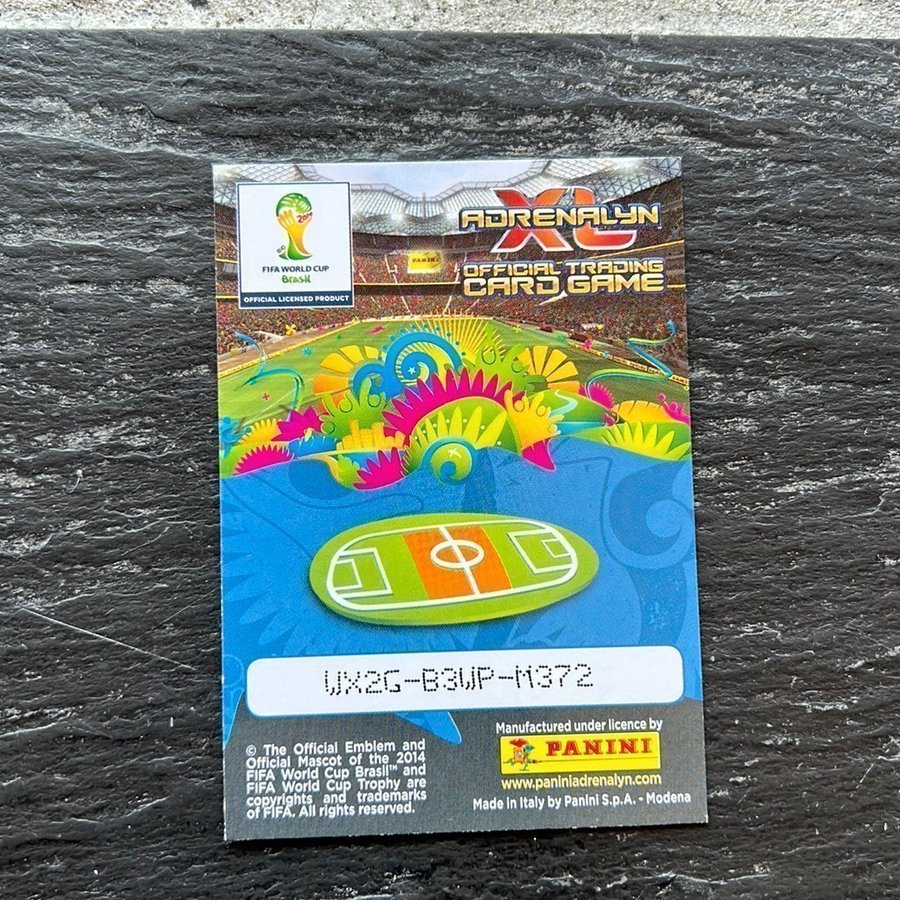 2014
FIFA WORLD CUP
Brasil
OFFICIAL LICENSED PRODUCT
ADRENALYN
XL
OFFICIAL TRADING
CARD GAME
PANINI
WX2G-B3WP-M372
© The Official Emblem and
Official Mascot of the 2014
FIFA World Cup Brasil™ and
FIFA World Cup Trophy are
copyrights and trademarks
of FIFA. All rights reserved.
Manufactured under licence by
PANINI
www.paniniadrenalyn.com
Made in Italy by Panini S.p.A. - Modena